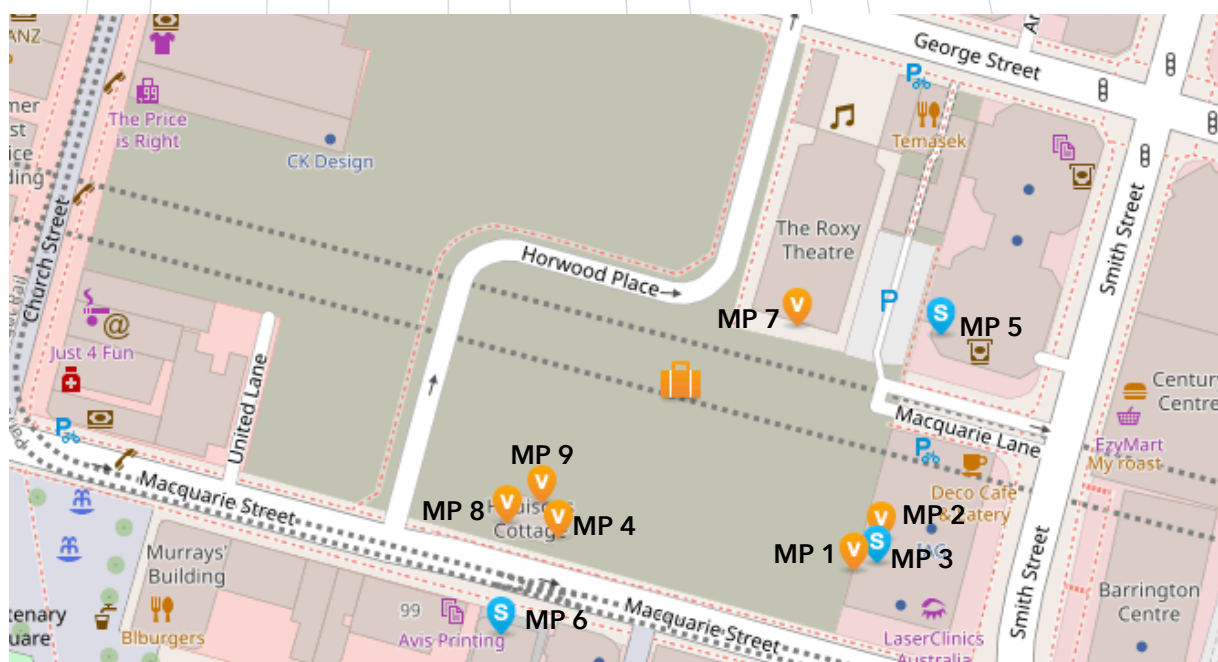 ANZ
George Street
The Price
is Right
CK Design
Temasek
Church Street
The Roxy
Theatre
Smith Street
Horwood Place
MP 7
P
S
MP 5
V
Just 4 Fun
@
United Lane
Macquarie Lane
Century
Centre
EzyMart
My roast
MP 9
V
MP 8
V
V
MP 4
Cottage
Deco Cafe
& Eatery
V
MP 2
MP 1
V
S
MP 3
Macquarie Street
Murrays'
Building
Blburgers
99
Avis Printing
S
MP 6
Macquarie Street
LaserClinics
Australia
Smith Street
Barrington
Centre